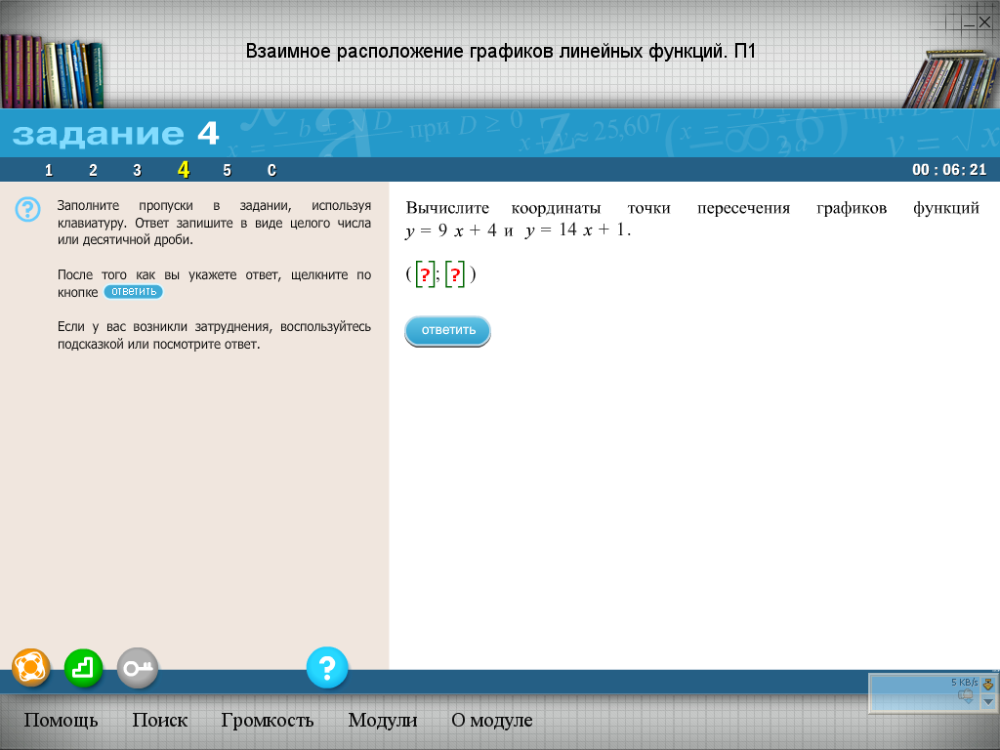 Взаимное расположение графиков линейных функций. П1
задание 4
1 2 3 4 5 С
00 : 06: 21
Заполните пропуски в задании, используя
клавиатуру. Ответ запишите в виде целого числа
или десятичной дроби.
После того как вы укажете ответ, щелкните по
кнопке ответить
Если у вас возникли затруднения, воспользуйтесь
подсказкой или посмотрите ответ.
Вычислите координаты точки пересечения графиков функций
y = 9 x + 4 и y = 14 x + 1.
([?]; [?])
ответить
?
5 KB/s
Помощь Поиск Громкость Модули О модуле